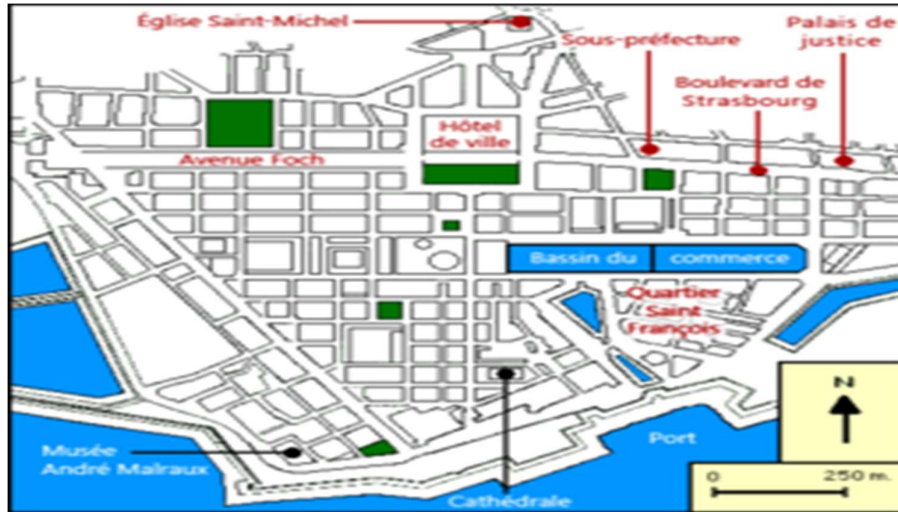 Église Saint-Michel
Sous-préfecture
Palais de
justice
Boulevard de
Strasbourg
Hôtel
de ville
Avenue Foch
Bassin du commerce
Quartier
Saint
François
N
Musée
André Malraux
Port
0 250 m.
Cathédrale